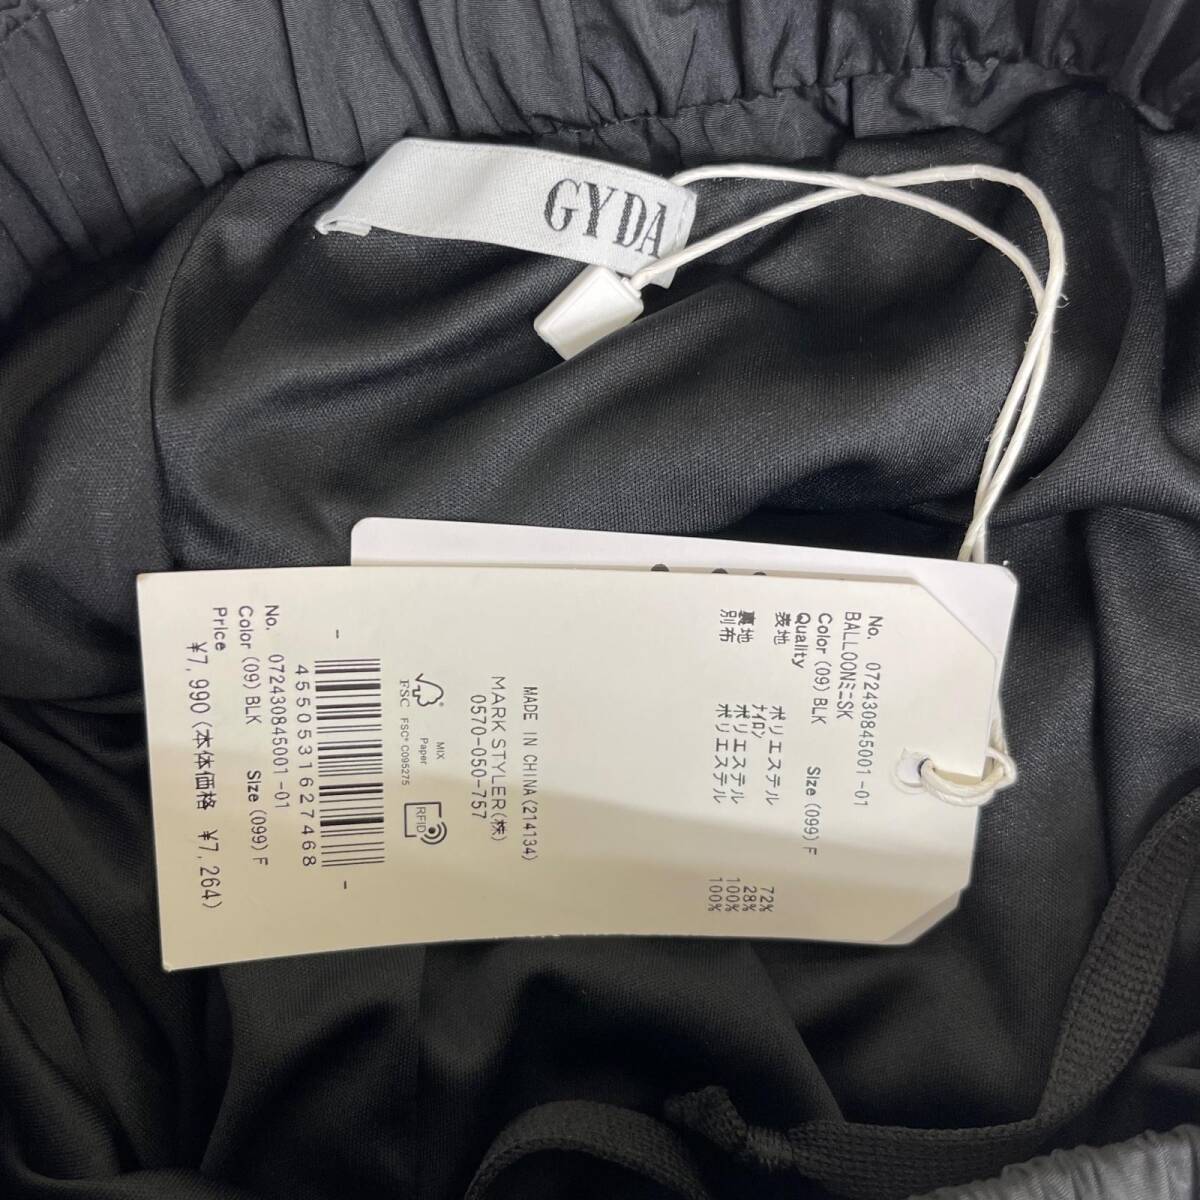 GYDA
No. 072430845001-01
BALLOONミニSK
Color (09) BLK Size (099) F
Quality
表地 ポリエステル 72%
ナイロン 28%
裏地 ポリエステル 100%
別布 ポリエステル 100%
MADE IN CHINA(214134)
MARK STYLER(株)
0570-050-757
MIX
Paper
FSC FSC® C095275
RFID
4550531627468
No. 072430845001-01
Color (09) BLK Size (099) F
Price ¥7,990(本体価格 ¥7,264)